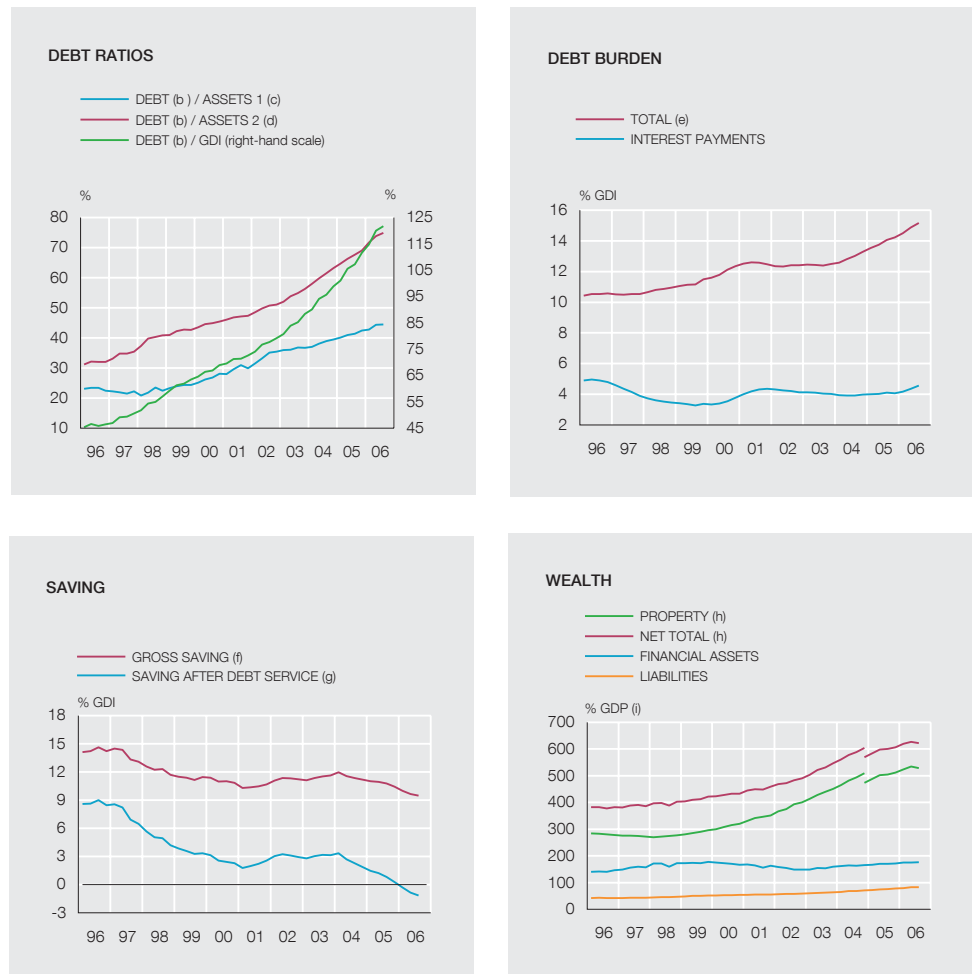 DEBT RATIOS
DEBT (b ) / ASSETS 1 (c)
DEBT (b) / ASSETS 2 (d)
DEBT (b) / GDI (right-hand scale)
% %
80 125
70 115
60 105
50 95
40 85
30 75
20 65
10 55
45
96 97 98 99 00 01 02 03 04 05 06
DEBT BURDEN
TOTAL (e)
INTEREST PAYMENTS
% GDI
16
14
12
10
8
6
4
2
96 97 98 99 00 01 02 03 04 05 06
SAVING
GROSS SAVING (f)
SAVING AFTER DEBT SERVICE (g)
% GDI
18
15
12
9
6
3
0
-3
96 97 98 99 00 01 02 03 04 05 06
WEALTH
PROPERTY (h)
NET TOTAL (h)
FINANCIAL ASSETS
LIABILITIES
% GDP (i)
700
600
500
400
300
200
100
0
96 97 98 99 00 01 02 03 04 05 06